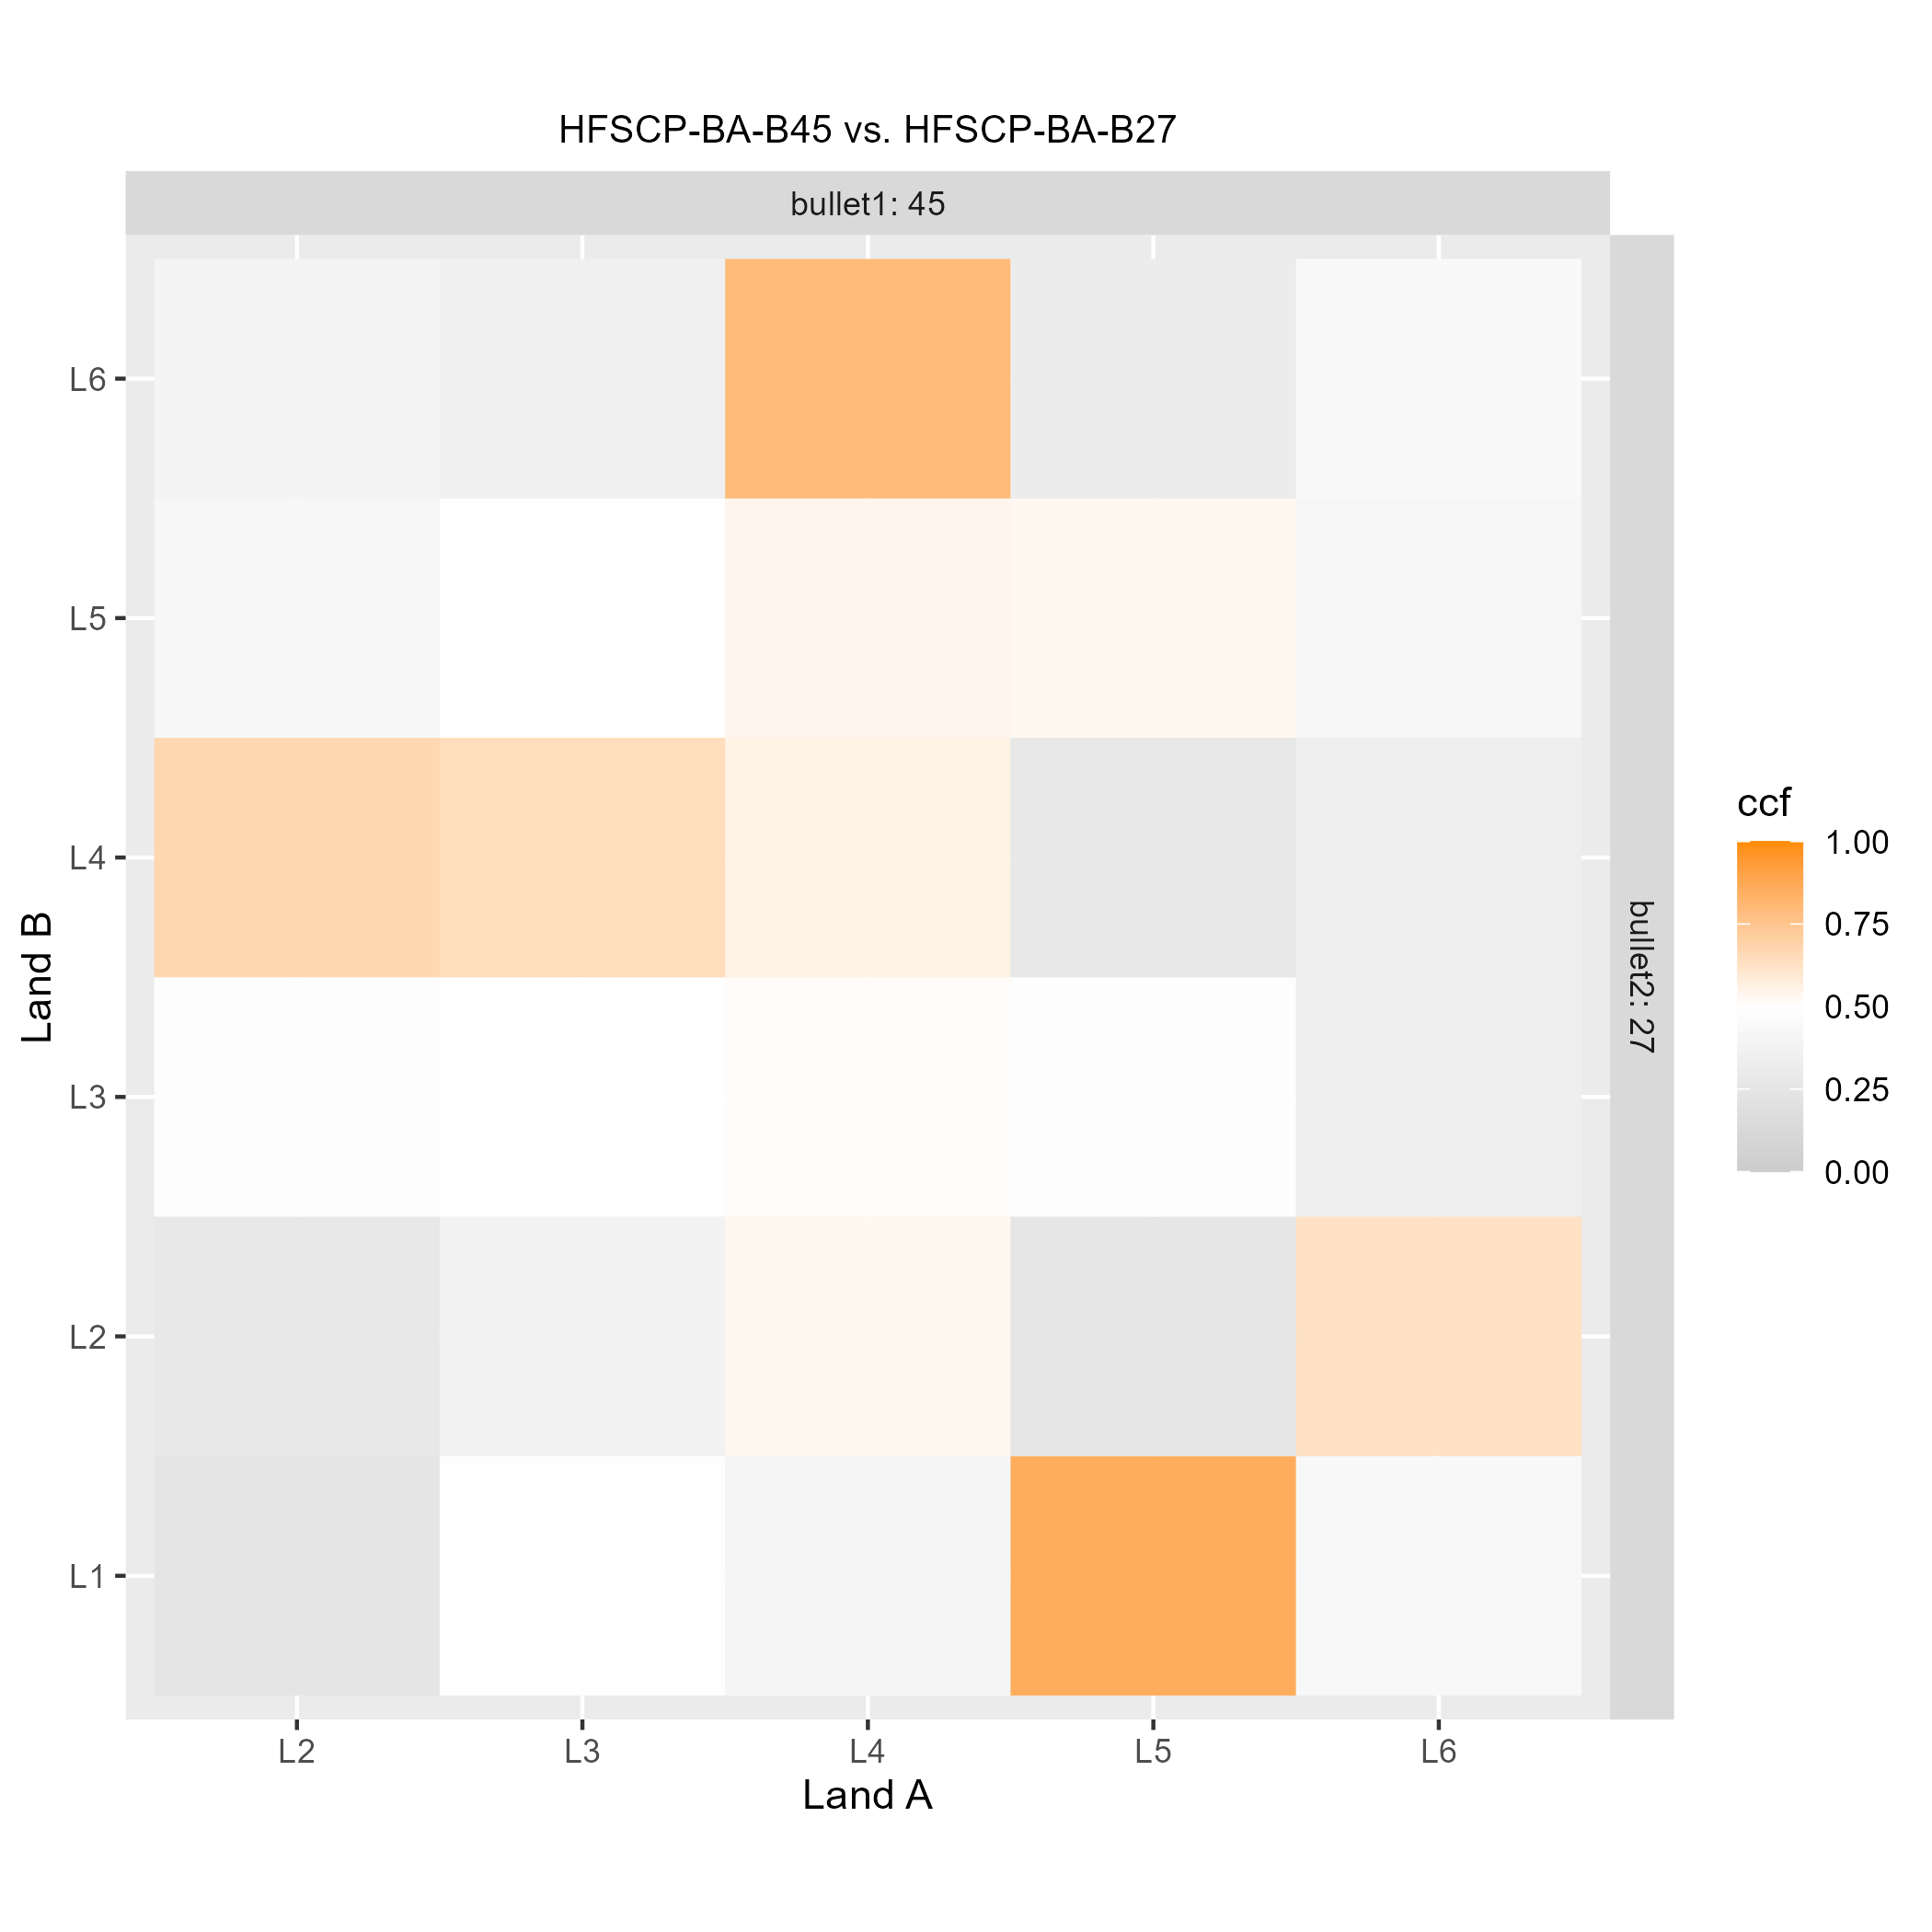 HFSCP-BA-B45 vs. HFSCP-BA-B27
bullet1: 45
L6
L5
L4
L3
L2
L1
Land B
bullet2: 27
ccf
1.00
0.75
0.50
0.25
0.00
L2
L3
L4
L5
L6
Land A